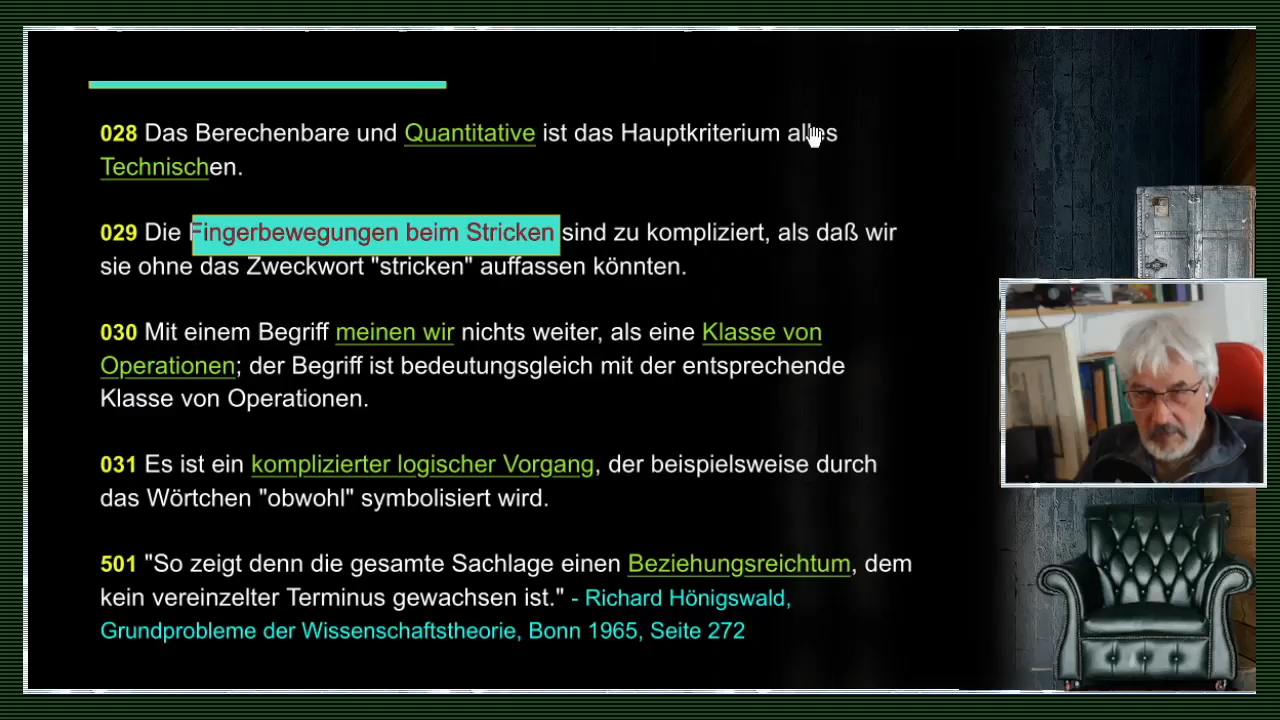 028 Das Berechenbare und Quantitative ist das Hauptkriterium alles
Technischen.
029 Die Fingerbewegungen beim Stricken sind zu kompliziert, als daß wir
sie ohne das Zweckwort "stricken" auffassen könnten.
030 Mit einem Begriff meinen wir nichts weiter, als eine Klasse von
Operationen; der Begriff ist bedeutungsgleich mit der entsprechende
Klasse von Operationen.
031 Es ist ein komplizierter logischer Vorgang, der beispielsweise durch
das Wörtchen "obwohl" symbolisiert wird.
501 "So zeigt denn die gesamte Sachlage einen Beziehungsreichtum, dem
kein vereinzelter Terminus gewachsen ist." - Richard Hönigswald,
Grundprobleme der Wissenschaftstheorie, Bonn 1965, Seite 272